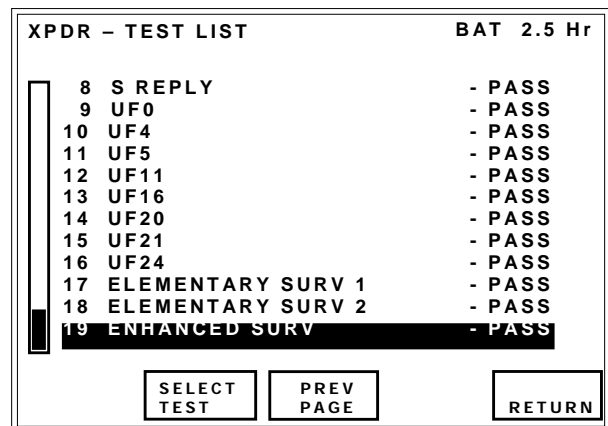 XPDR – TEST LIST BAT 2.5 Hr
8 S REPLY - PASS
9 UF0 - PASS
10 UF4 - PASS
11 UF5 - PASS
12 UF11 - PASS
13 UF16 - PASS
14 UF20 - PASS
15 UF21 - PASS
16 UF24 - PASS
17 ELEMENTARY SURV 1 - PASS
18 ELEMENTARY SURV 2 - PASS
19 ENHANCED SURV - PASS
SELECT TEST
PREV PAGE
RETURN